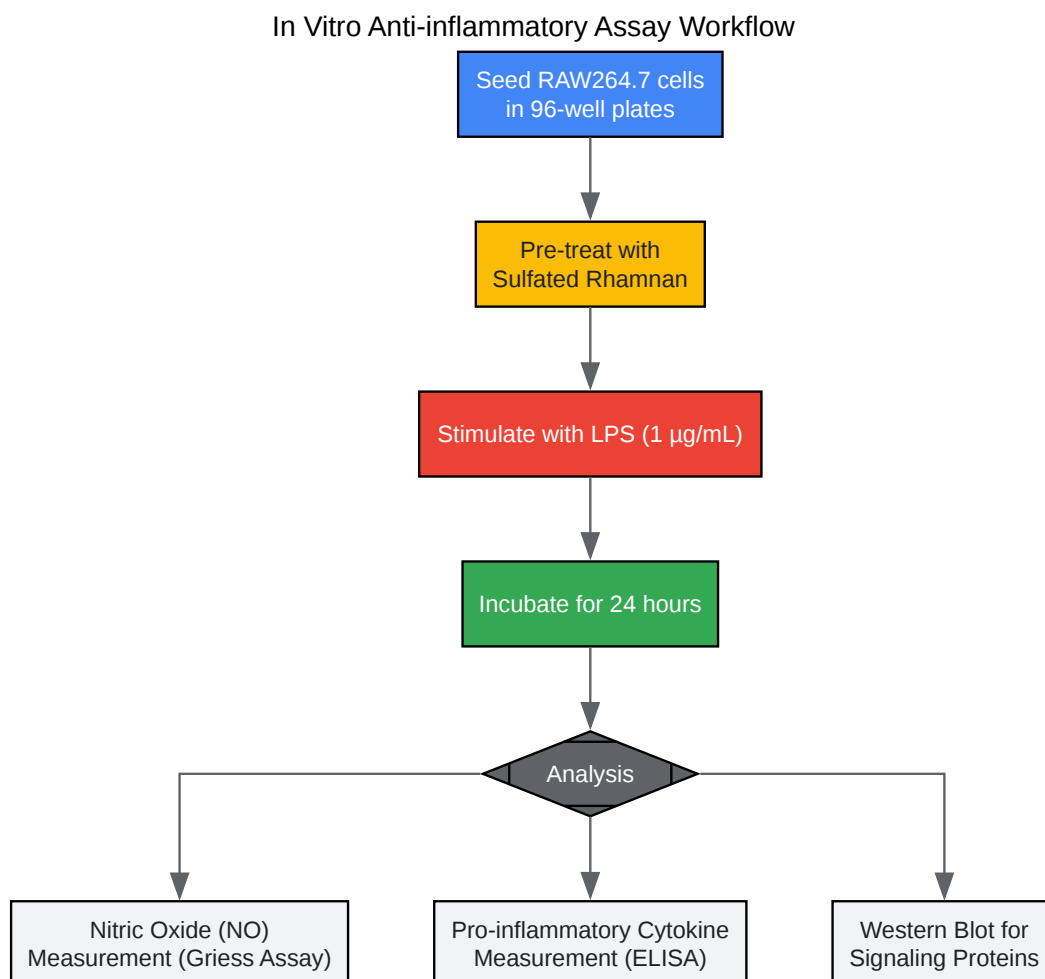 In Vitro Anti-inflammatory Assay Workflow
Seed RAW264.7 cells
in 96-well plates
Pre-treat with
Sulfated Rhamnan
Stimulate with LPS (1 µg/mL)
Incubate for 24 hours
Analysis
Nitric Oxide (NO)
Measurement (Griess Assay)
Pro-inflammatory Cytokine
Measurement (ELISA)
Western Blot for
Signaling Proteins